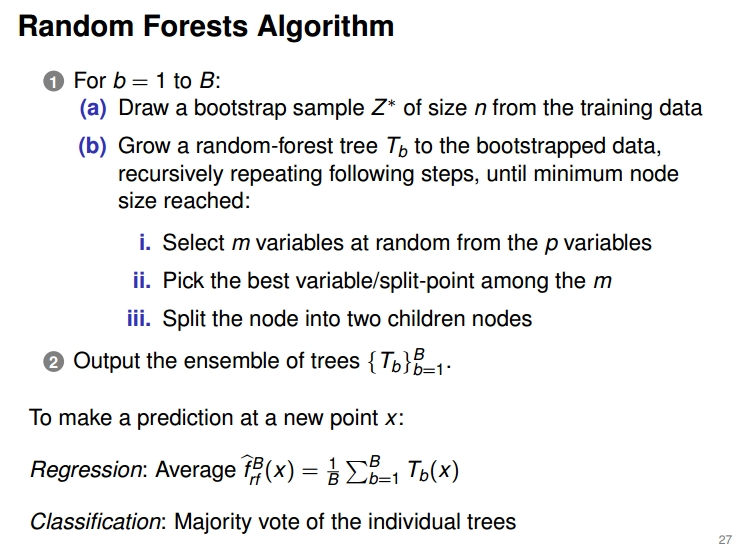 Random Forests Algorithm
1 For b = 1 to B:
(a) Draw a bootstrap sample Z* of size n from the training data
(b) Grow a random-forest tree T_b to the bootstrapped data,
recursively repeating following steps, until minimum node
size reached:
i. Select m variables at random from the p variables
ii. Pick the best variable/split-point among the m
iii. Split the node into two children nodes
2 Output the ensemble of trees {T_b}_{b=1}^B.
To make a prediction at a new point x:
Regression: Average \hat{f}_{rf}^B(x) = \frac{1}{B} \sum_{b=1}^B T_b(x)
Classification: Majority vote of the individual trees
27